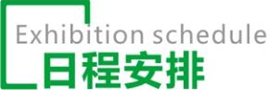 Exhibition schedule
日程安排